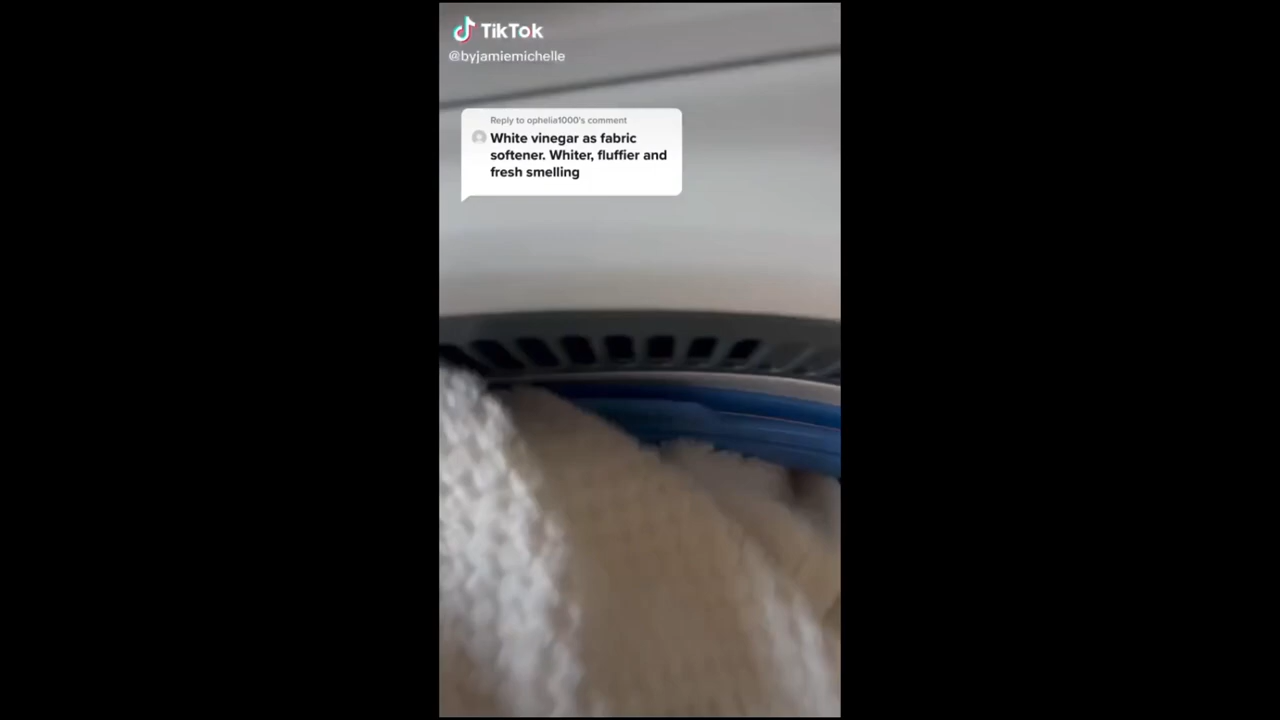 TikTok
@byjamiemichelle
Reply to ophelia1000's comment
White vinegar as fabric
softener. Whiter, fluffier and
fresh smelling